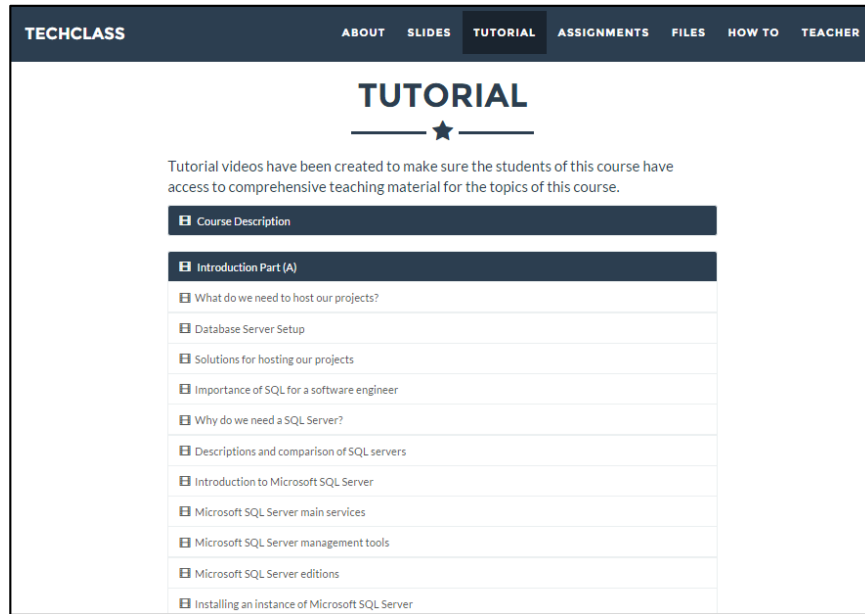 TECHCLASS ABOUT SLIDES TUTORIAL ASSIGNMENTS FILES HOW TO TEACHER
TUTORIAL
Tutorial videos have been created to make sure the students of this course have
access to comprehensive teaching material for the topics of this course.
Course Description
Introduction Part (A)
What do we need to host our projects?
Database Server Setup
Solutions for hosting our projects
Importance of SQL for a software engineer
Why do we need a SQL Server?
Descriptions and comparison of SQL servers
Introduction to Microsoft SQL Server
Microsoft SQL Server main services
Microsoft SQL Server management tools
Microsoft SQL Server editions
Installing an instance of Microsoft SQL Server